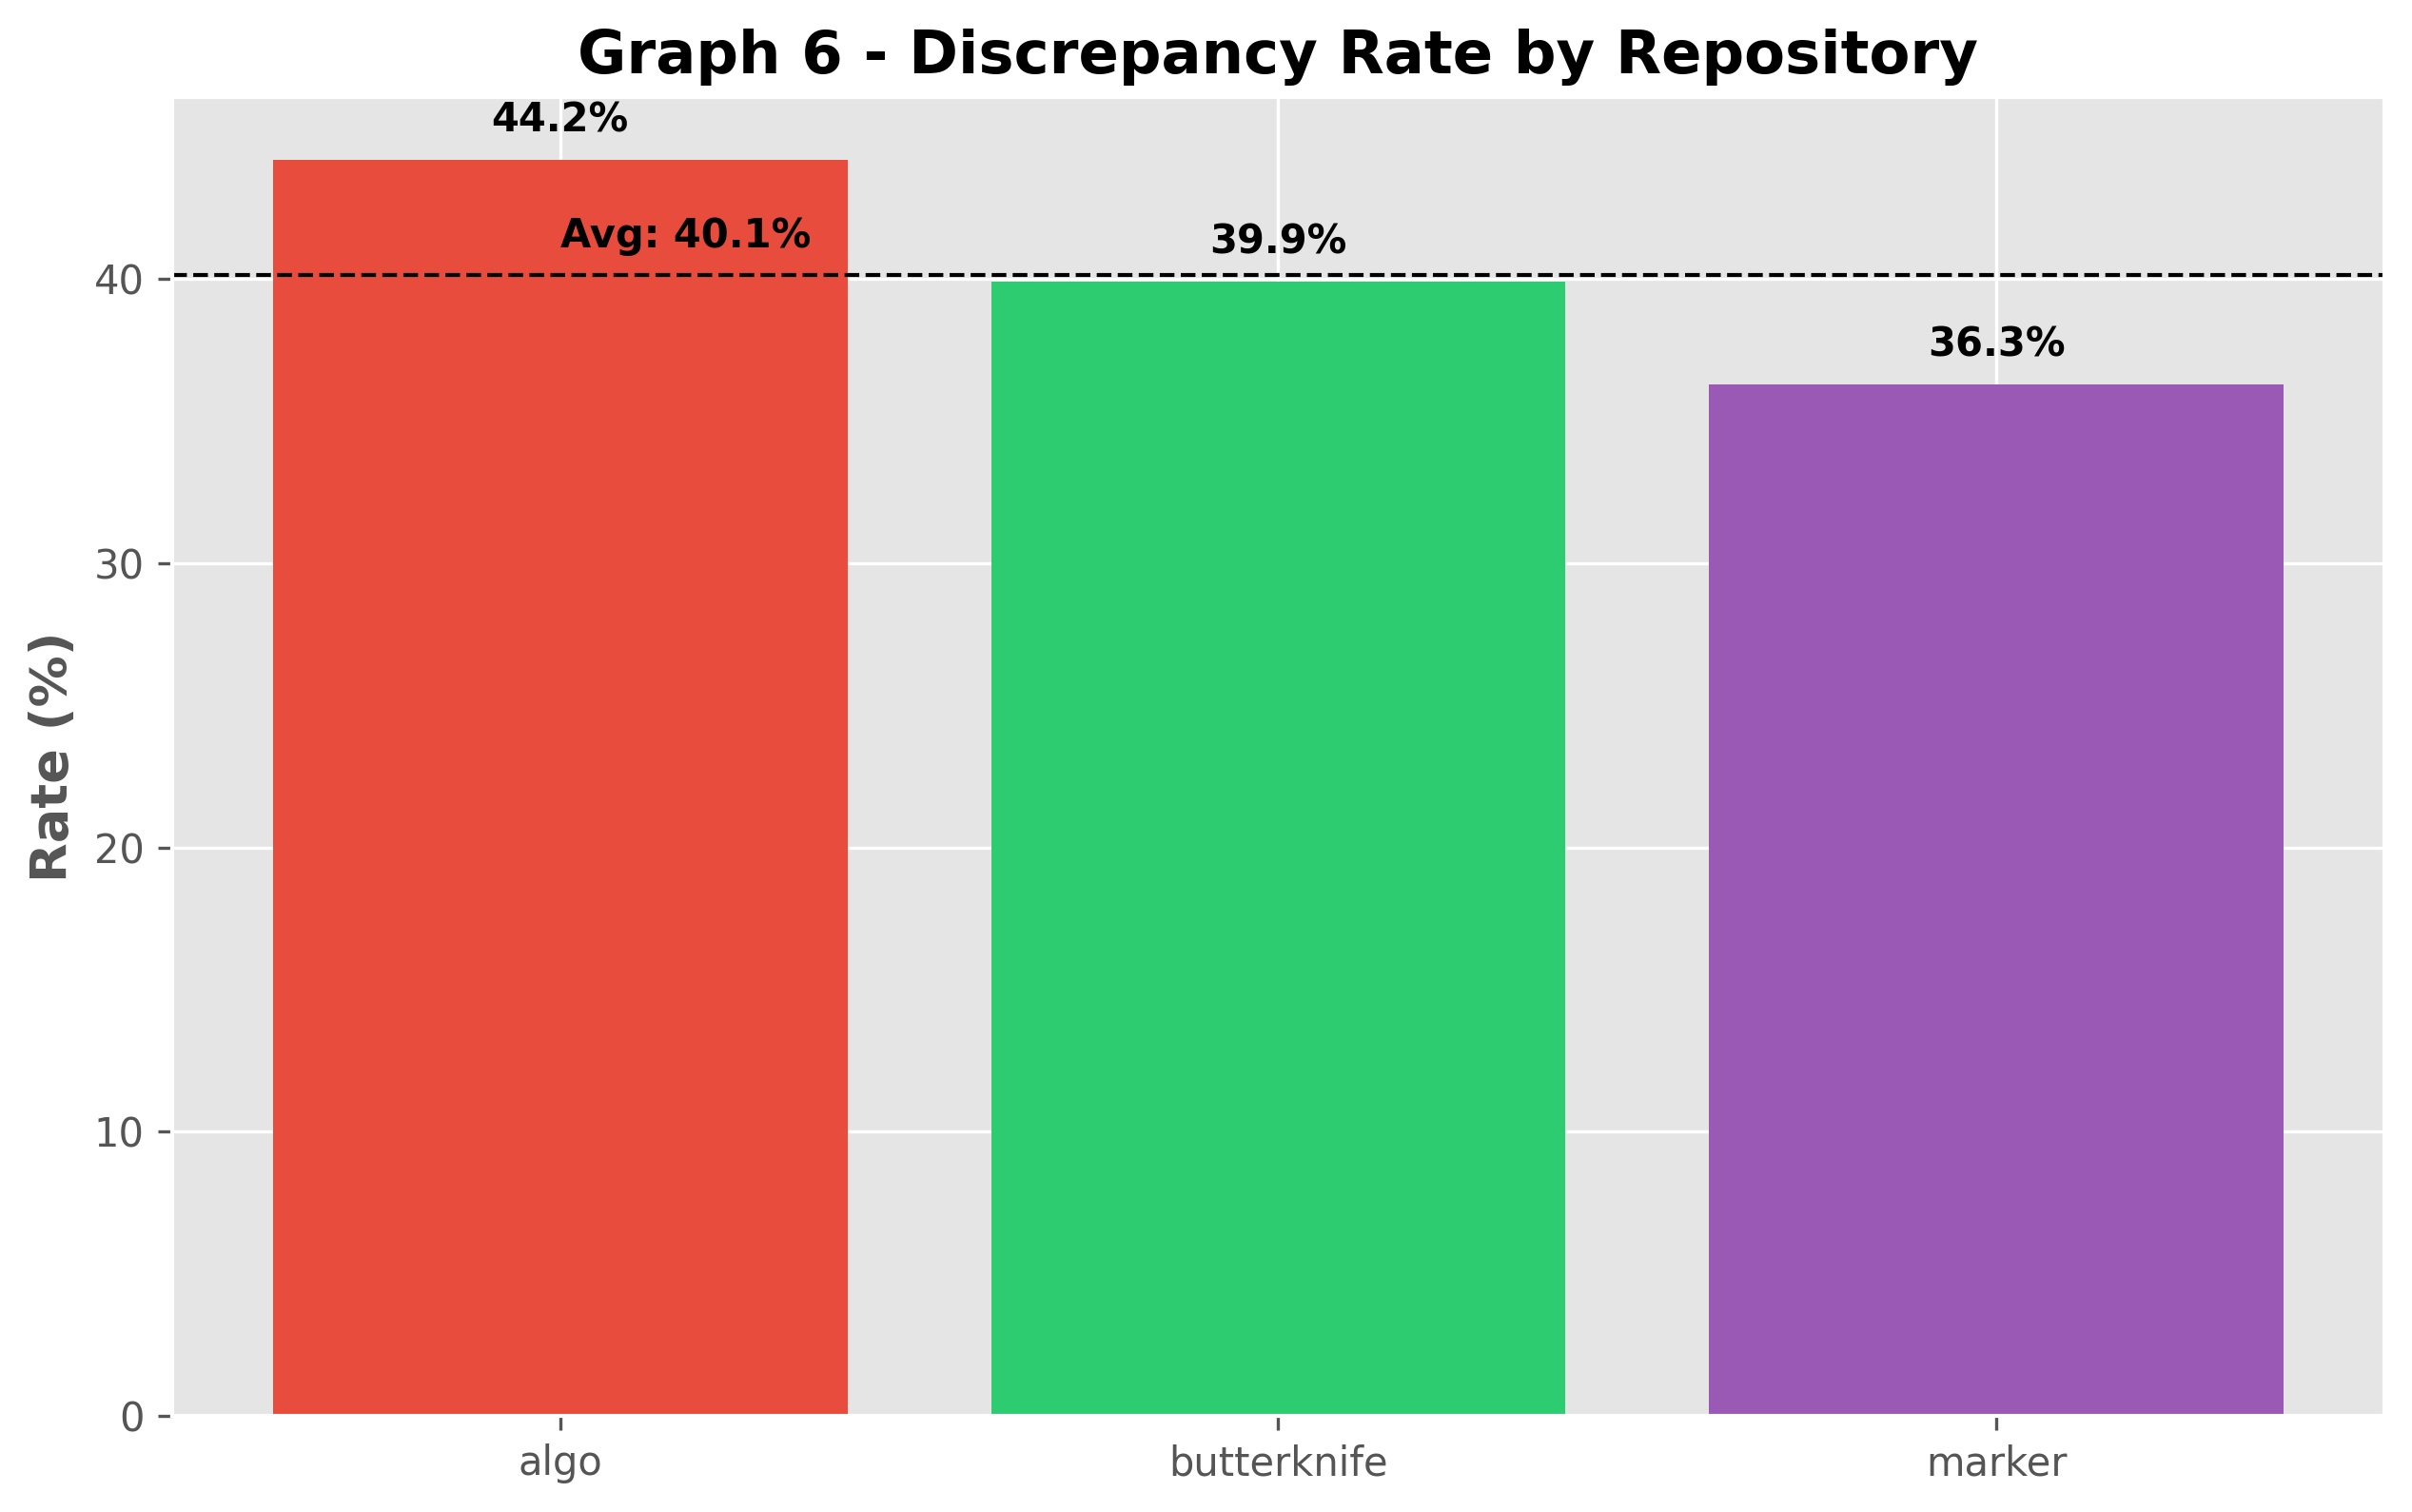 Graph 6 - Discrepancy Rate by Repository
44.2%
Avg: 40.1%
39.9%
36.3%
40
30
20
10
0
Rate (%)
algo
butterknife
marker